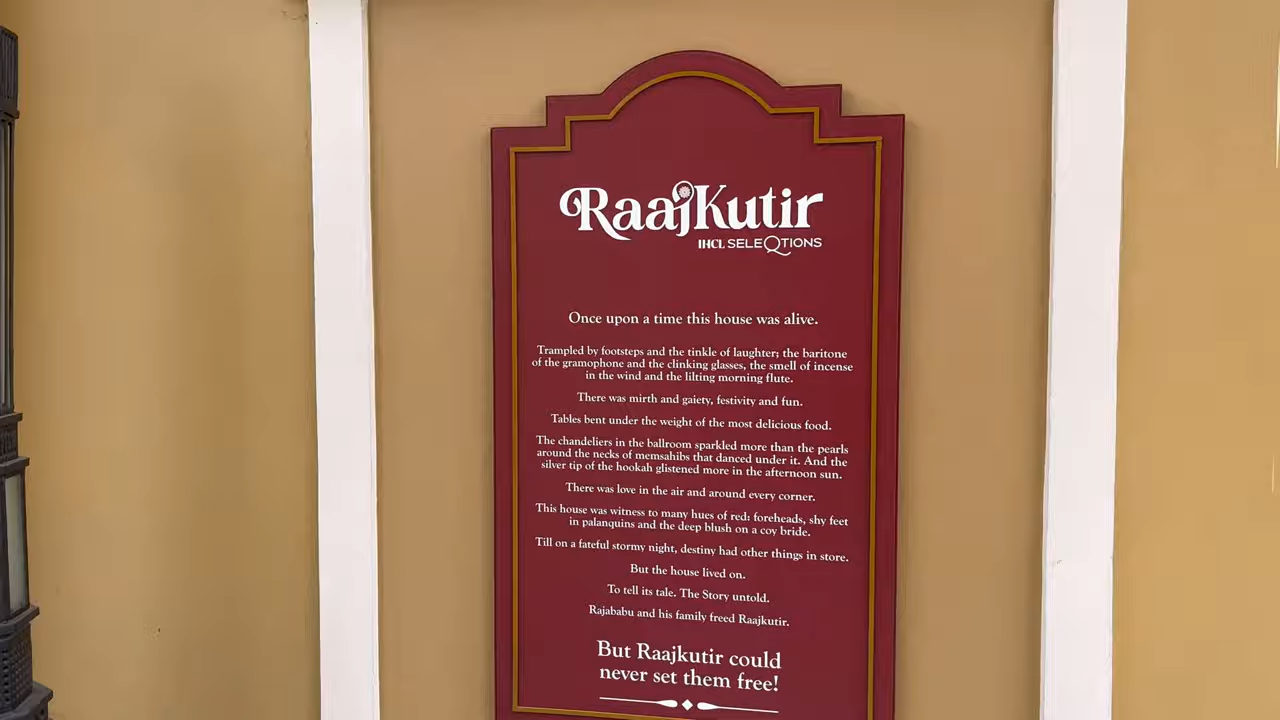 RaajKutir
IHCL SELEQTIONS
Once upon a time this house was alive.
Trampled by footsteps and the tinkle of laughter; the baritone
of the gramophone and the clinking glasses, the smell of incense
in the wind and the lilting morning flute.
There was mirth and gaiety, festivity and fun.
Tables bent under the weight of the most delicious food.
The chandeliers in the ballroom sparkled more than the pearls
around the necks of memsahibs that danced under it. And the
silver tip of the hookah glistened more in the afternoon sun.
There was love in the air and around every corner.
This house was witness to many hues of red: foreheads, shy feet
in palanquins and the deep blush on a coy bride.
Till on a fateful stormy night, destiny had other things in store.
But the house lived on.
To tell its tale. The Story untold.
Rajababu and his family freed Raajkutir.
But Raajkutir could
never set them free!